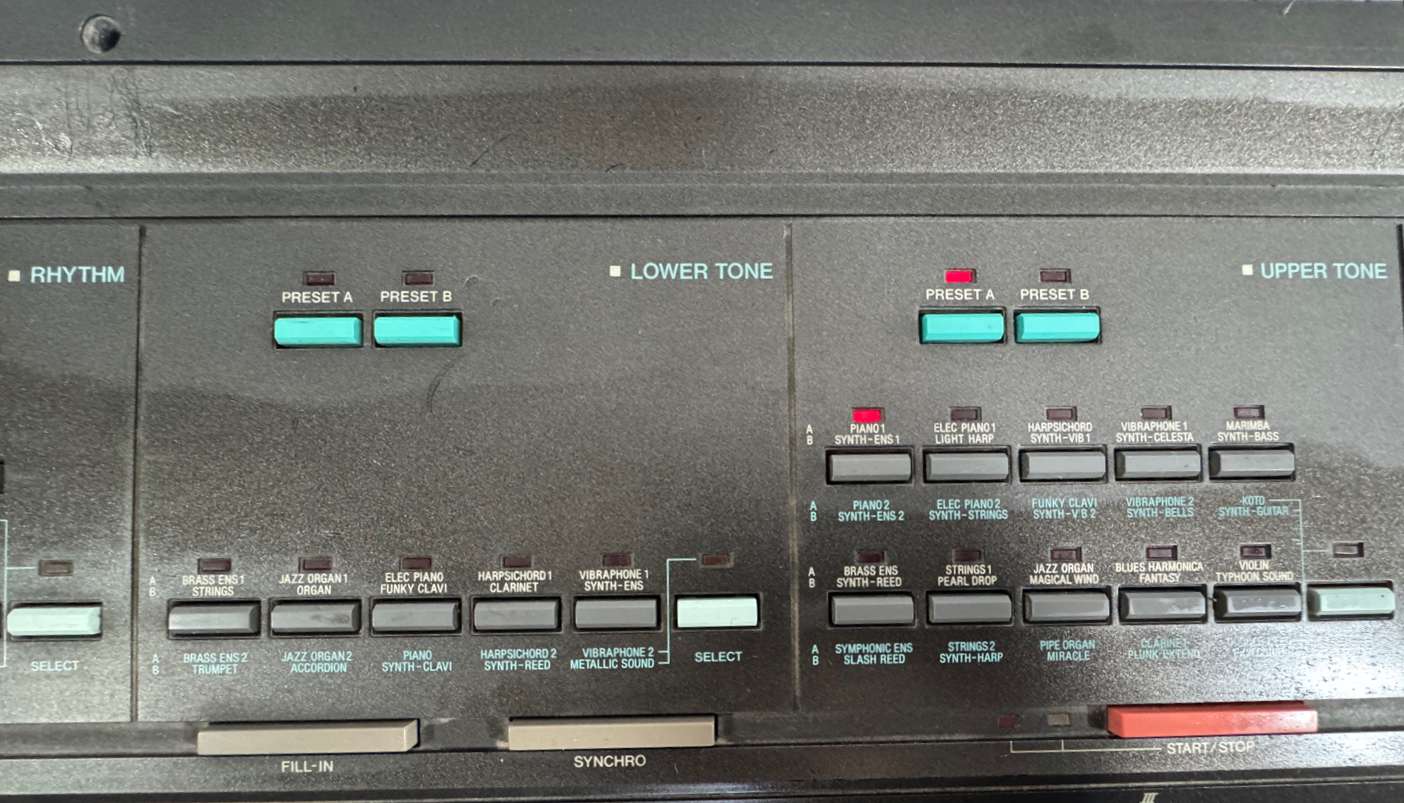 RHYTHM
SELECT
LOWER TONE
PRESET A
PRESET B
A
B
BRASS ENS 1
STRINGS
JAZZ ORGAN 1
ORGAN
ELEC PIANO
FUNKY CLAVI
HARPSICHORD 1
CLARINET
VIBRAPHONE 1
SYNTH-ENS
A
B
BRASS ENS 2
TRUMPET
JAZZ ORGAN 2
ACCORDION
PIANO
SYNTH-CLAVI
HARPSICHORD 2
SYNTH-REED
VIBRAPHONE 2
METALLIC SOUND
SELECT
UPPER TONE
PRESET A
PRESET B
A
B
PIANO 1
SYNTH-ENS 1
ELEC PIANO 1
LIGHT HARP
HARPSICHORD
SYNTH-VIB 1
VIBRAPHONE 1
SYNTH-CELESTA
MARIMBA
SYNTH-BASS
A
B
PIANO 2
SYNTH-ENS 2
ELEC PIANO 2
SYNTH-STRINGS
FUNKY CLAVI
SYNTH-VIB 2
VIBRAPHONE 2
SYNTH-BELLS
KOTO
SYNTH-GUITAR
A
B
BRASS ENS
SYNTH-REED
STRINGS 1
PEARL DROP
JAZZ ORGAN
MAGICAL WIND
BLUES HARMONICA
FANTASY
VIOLIN
TYPHOON SOUND
A
B
SYMPHONIC ENS
SLASH REED
STRINGS 2
SYNTH-HARP
PIPE ORGAN
MIRACLE
CLARINET
PLUNK EXTEND
FILL-IN
SYNCHRO
START/STOP